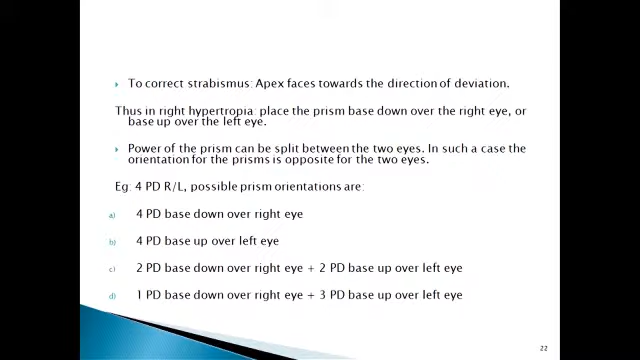 To correct strabismus: Apex faces towards the direction of deviation.
Thus in right hypertropia: place the prism base down over the right eye, or
base up over the left eye.
Power of the prism can be split between the two eyes. In such a case the
orientation for the prisms is opposite for the two eyes.
Eg: 4 PD R/L, possible prism orientations are:
a) 4 PD base down over right eye
b) 4 PD base up over left eye
c) 2 PD base down over right eye + 2 PD base up over left eye
d) 1 PD base down over right eye + 3 PD base up over left eye
22